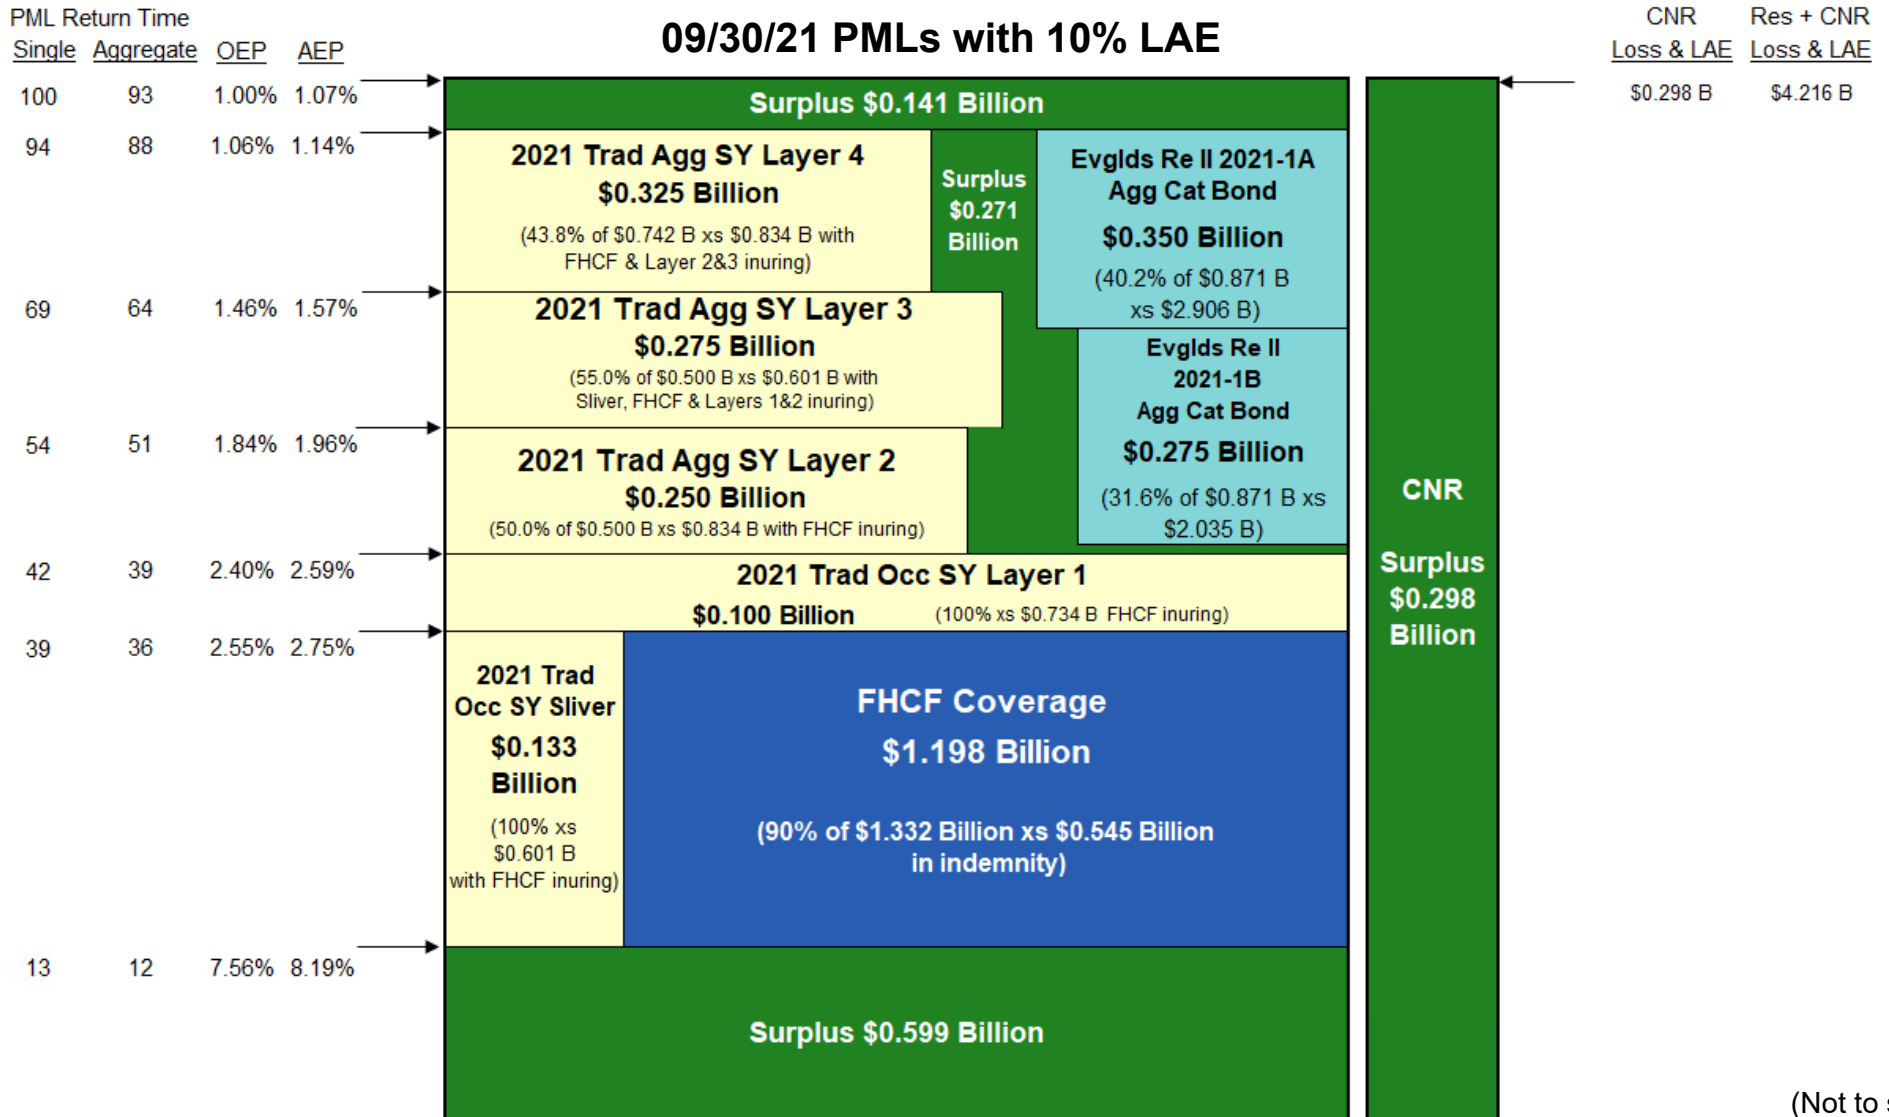 PML Return Time
Single Aggregate OEP AEP
09/30/21 PMLs with 10% LAE
CNR Res + CNR
Loss & LAE Loss & LAE
$0.298 B $4.216 B
100 93 1.00% 1.07%
94 88 1.06% 1.14%
69 64 1.46% 1.57%
54 51 1.84% 1.96%
42 39 2.40% 2.59%
39 36 2.55% 2.75%
13 12 7.56% 8.19%
Surplus $0.141 Billion
2021 Trad Agg SY Layer 4
$0.325 Billion
(43.8% of $0.742 B xs $0.834 B with
FHCF & Layer 2&3 inuring)
Surplus
$0.271
Billion
Evglds Re II 2021-1A
Agg Cat Bond
$0.350 Billion
(40.2% of $0.871 B
xs $2.906 B)
2021 Trad Agg SY Layer 3
$0.275 Billion
(55.0% of $0.500 B xs $0.601 B with
Sliver, FHCF & Layers 1&2 inuring)
Evglds Re II
2021-1B
Agg Cat Bond
$0.275 Billion
(31.6% of $0.871 B xs
$2.035 B)
2021 Trad Agg SY Layer 2
$0.250 Billion
(50.0% of $0.500 B xs $0.834 B with FHCF inuring)
2021 Trad Occ SY Layer 1
$0.100 Billion (100% xs $0.734 B FHCF inuring)
2021 Trad
Occ SY Sliver
$0.133
Billion
(100% xs
$0.601 B
with FHCF inuring)
FHCF Coverage
$1.198 Billion
(90% of $1.332 Billion xs $0.545 Billion
in indemnity)
Surplus $0.599 Billion
CNR
Surplus
$0.298
Billion
(Not to